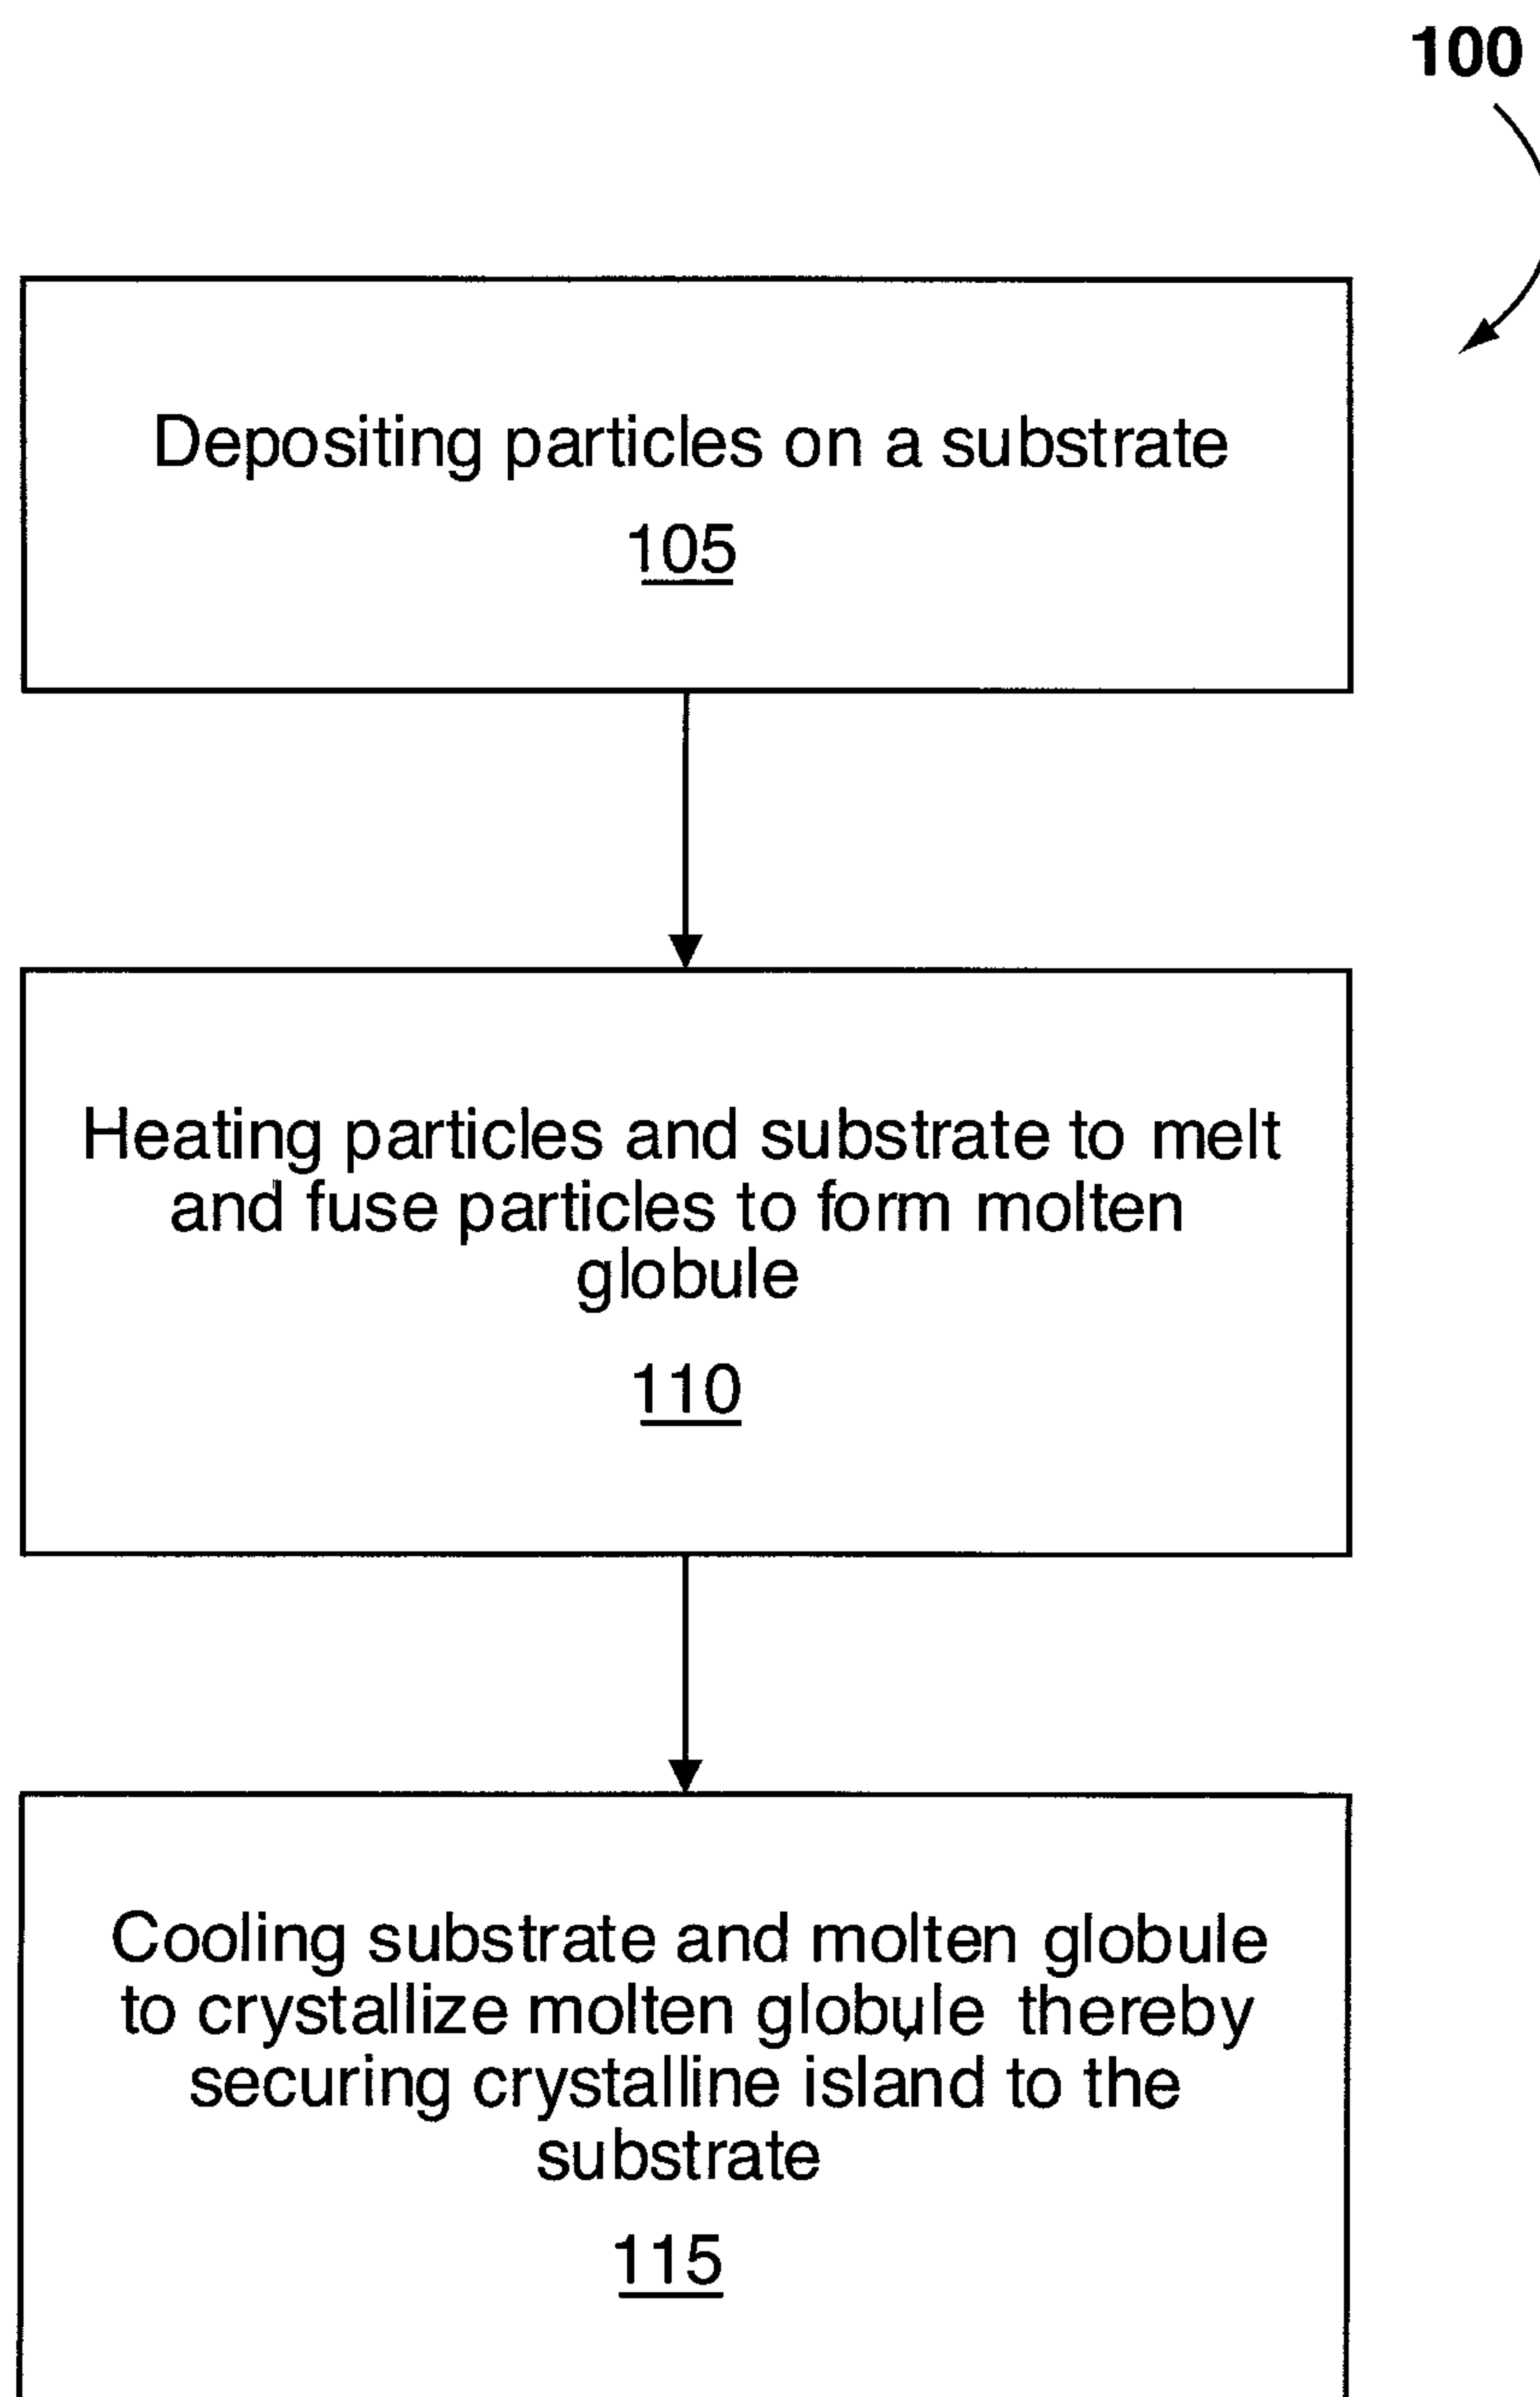 100
Depositing particles on a substrate
105
Heating particles and substrate to melt
and fuse particles to form molten
globule
110
Cooling substrate and molten globule
to crystallize molten globule thereby
securing crystalline island to the
substrate
115